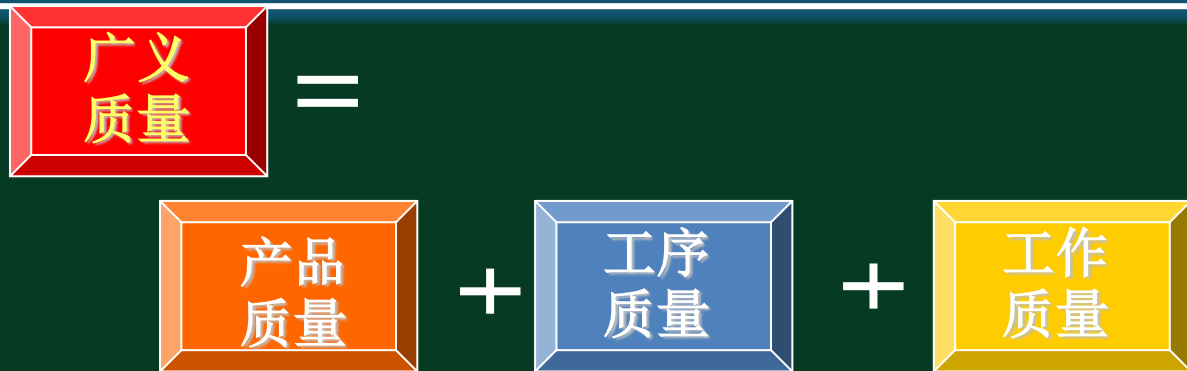 广义
质量
=
产品
质量
+
工序
质量
+
工作
质量